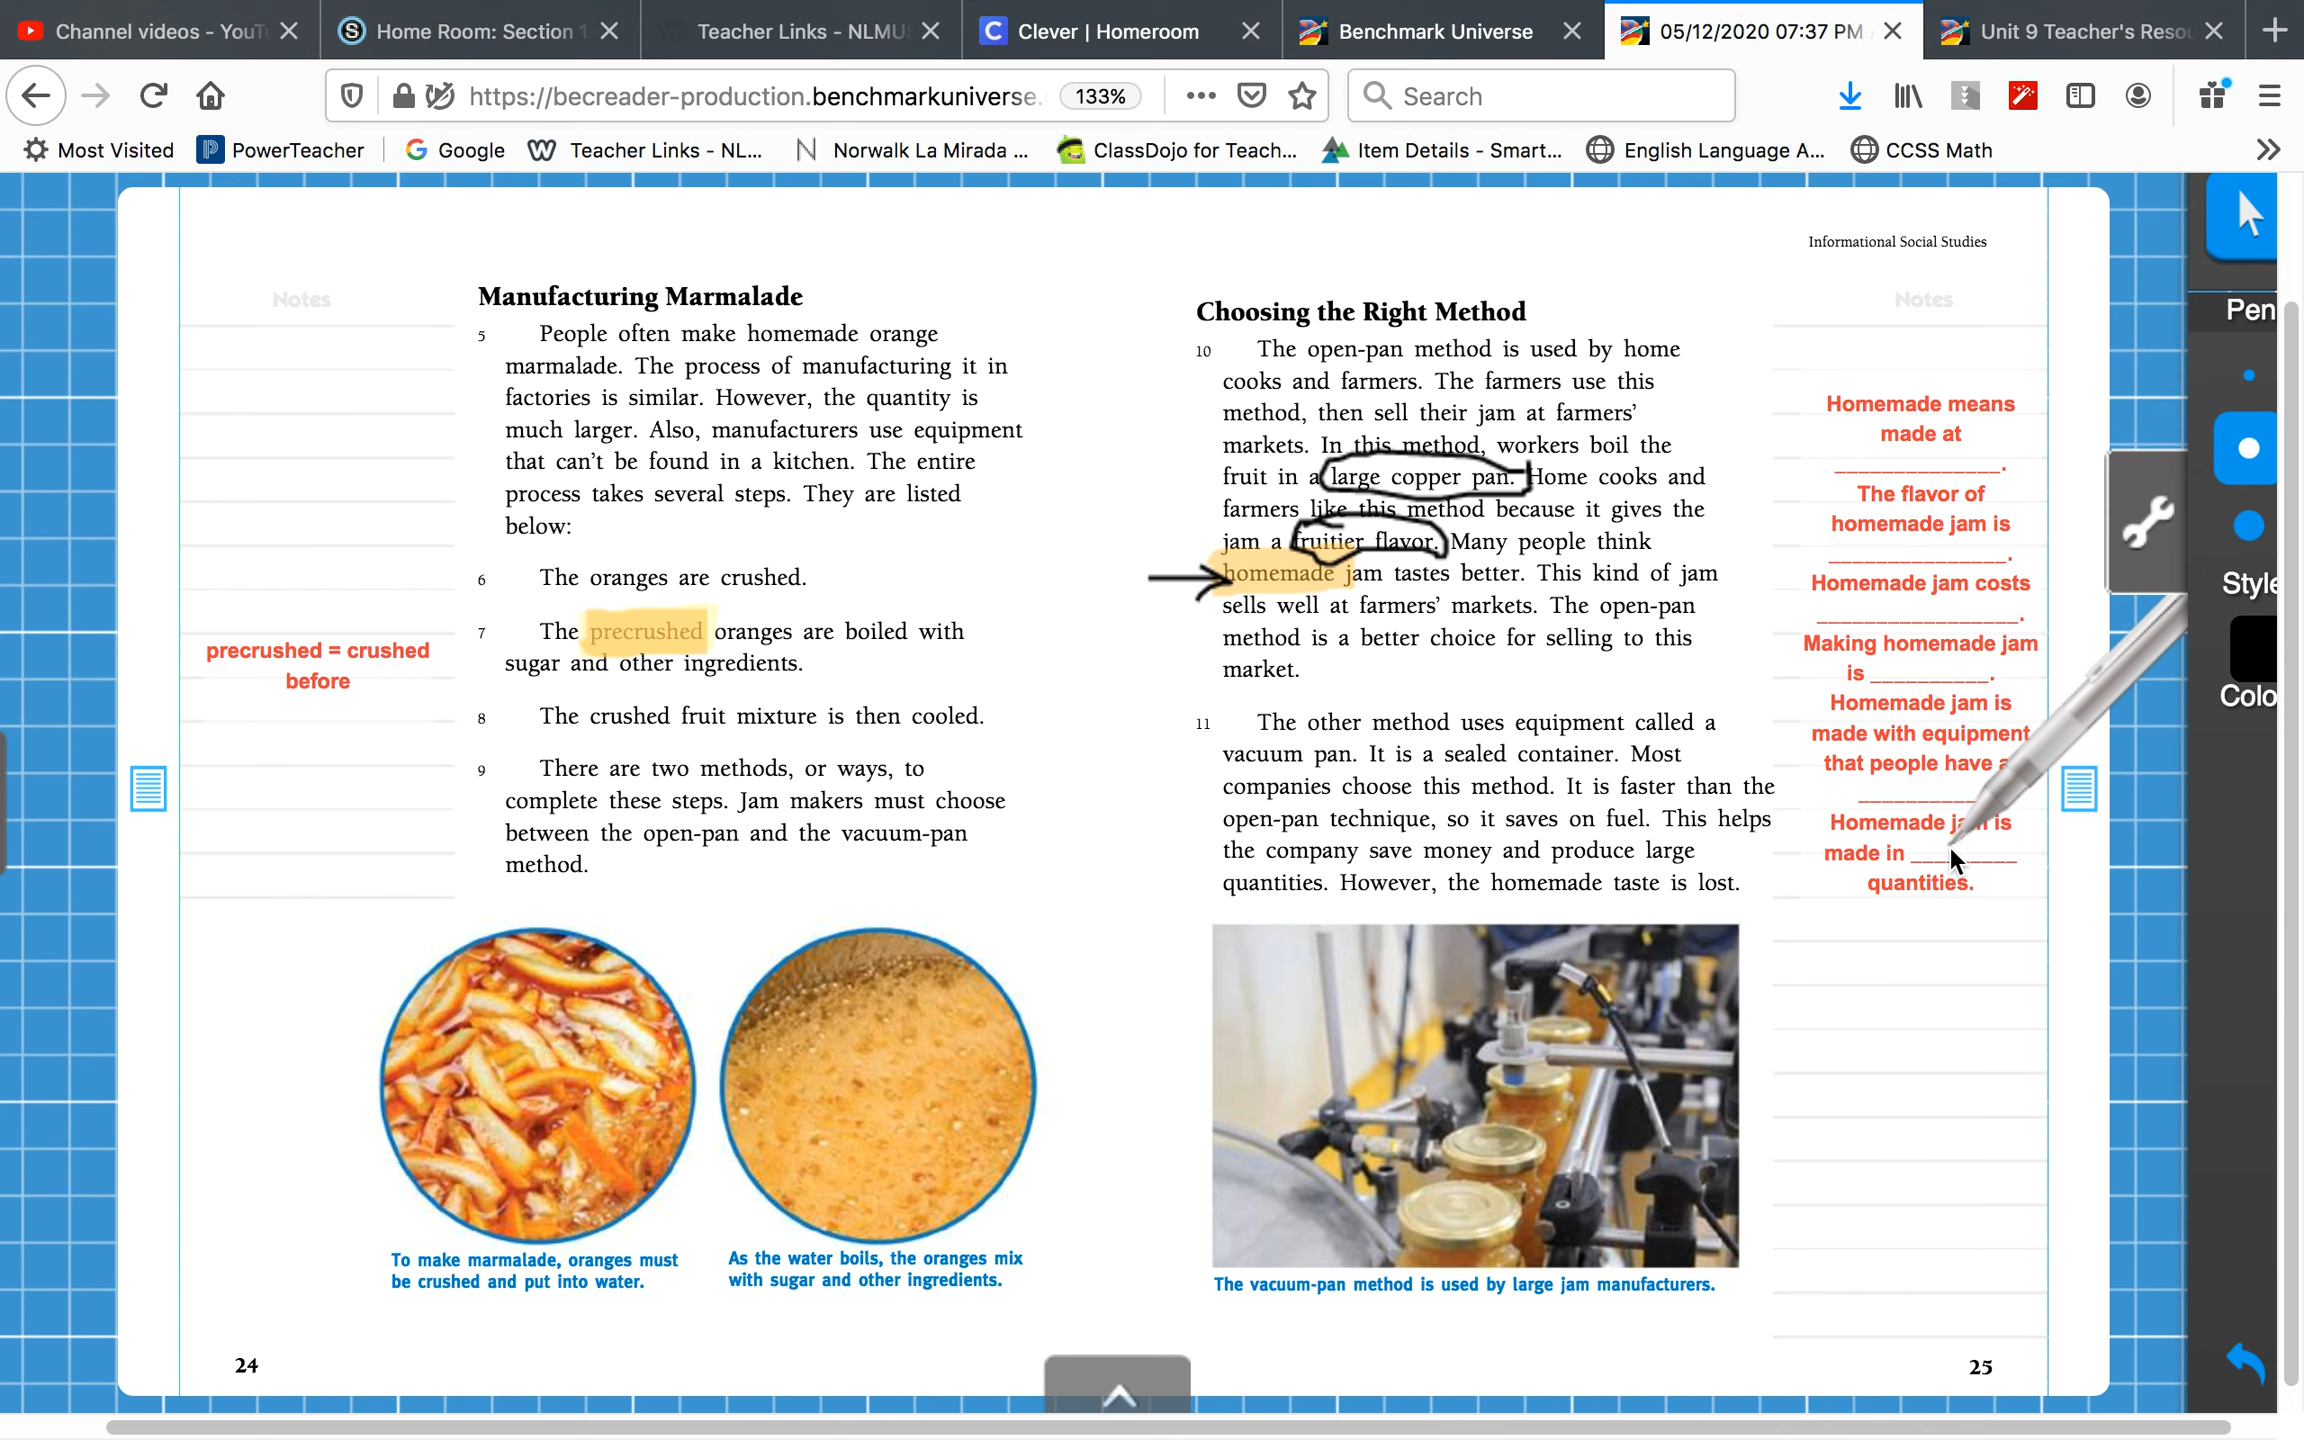 Channel videos - YouTu
Home Room: Section 1
Teacher Links - NLMU
Clever | Homeroom
Benchmark Universe
05/12/2020 07:37 PM
Unit 9 Teacher's Resou
https://becreader-production.benchmarkuniverse.
133%
Search
Most Visited
PowerTeacher
Google
Teacher Links - NL...
Norwalk La Mirada ...
ClassDojo for Teach...
Item Details - Smart...
English Language A...
CCSS Math
Informational Social Studies
Notes
Manufacturing Marmalade
5 People often make homemade orange
marmalade. The process of manufacturing it in
factories is similar. However, the quantity is
much larger. Also, manufacturers use equipment
that can't be found in a kitchen. The entire
process takes several steps. They are listed
below:
6 The oranges are crushed.
7 The precrushed oranges are boiled with
sugar and other ingredients.
precrushed = crushed
before
8 The crushed fruit mixture is then cooled.
9 There are two methods, or ways, to
complete these steps. Jam makers must choose
between the open-pan and the vacuum-pan
method.
To make marmalade, oranges must
be crushed and put into water.
As the water boils, the oranges mix
with sugar and other ingredients.
24
Choosing the Right Method
10 The open-pan method is used by home
cooks and farmers. The farmers use this
method, then sell their jam at farmers'
markets. In this method, workers boil the
fruit in a large copper pan. Home cooks and
farmers like this method because it gives the
jam a fruitier flavor. Many people think
homemade jam tastes better. This kind of jam
sells well at farmers' markets. The open-pan
method is a better choice for selling to this
market.
11 The other method uses equipment called a
vacuum pan. It is a sealed container. Most
companies choose this method. It is faster than the
open-pan technique, so it saves on fuel. This helps
the company save money and produce large
quantities. However, the homemade taste is lost.
The vacuum-pan method is used by large jam manufacturers.
Notes
Homemade means
made at
______________.
The flavor of
homemade jam is
_______________.
Homemade jam costs
_________________.
Making homemade jam
is __________.
Homemade jam is
made with equipment
that people have a
__________
Homemade jam is
made in _________
quantities.
25
Pen
Style
Colo